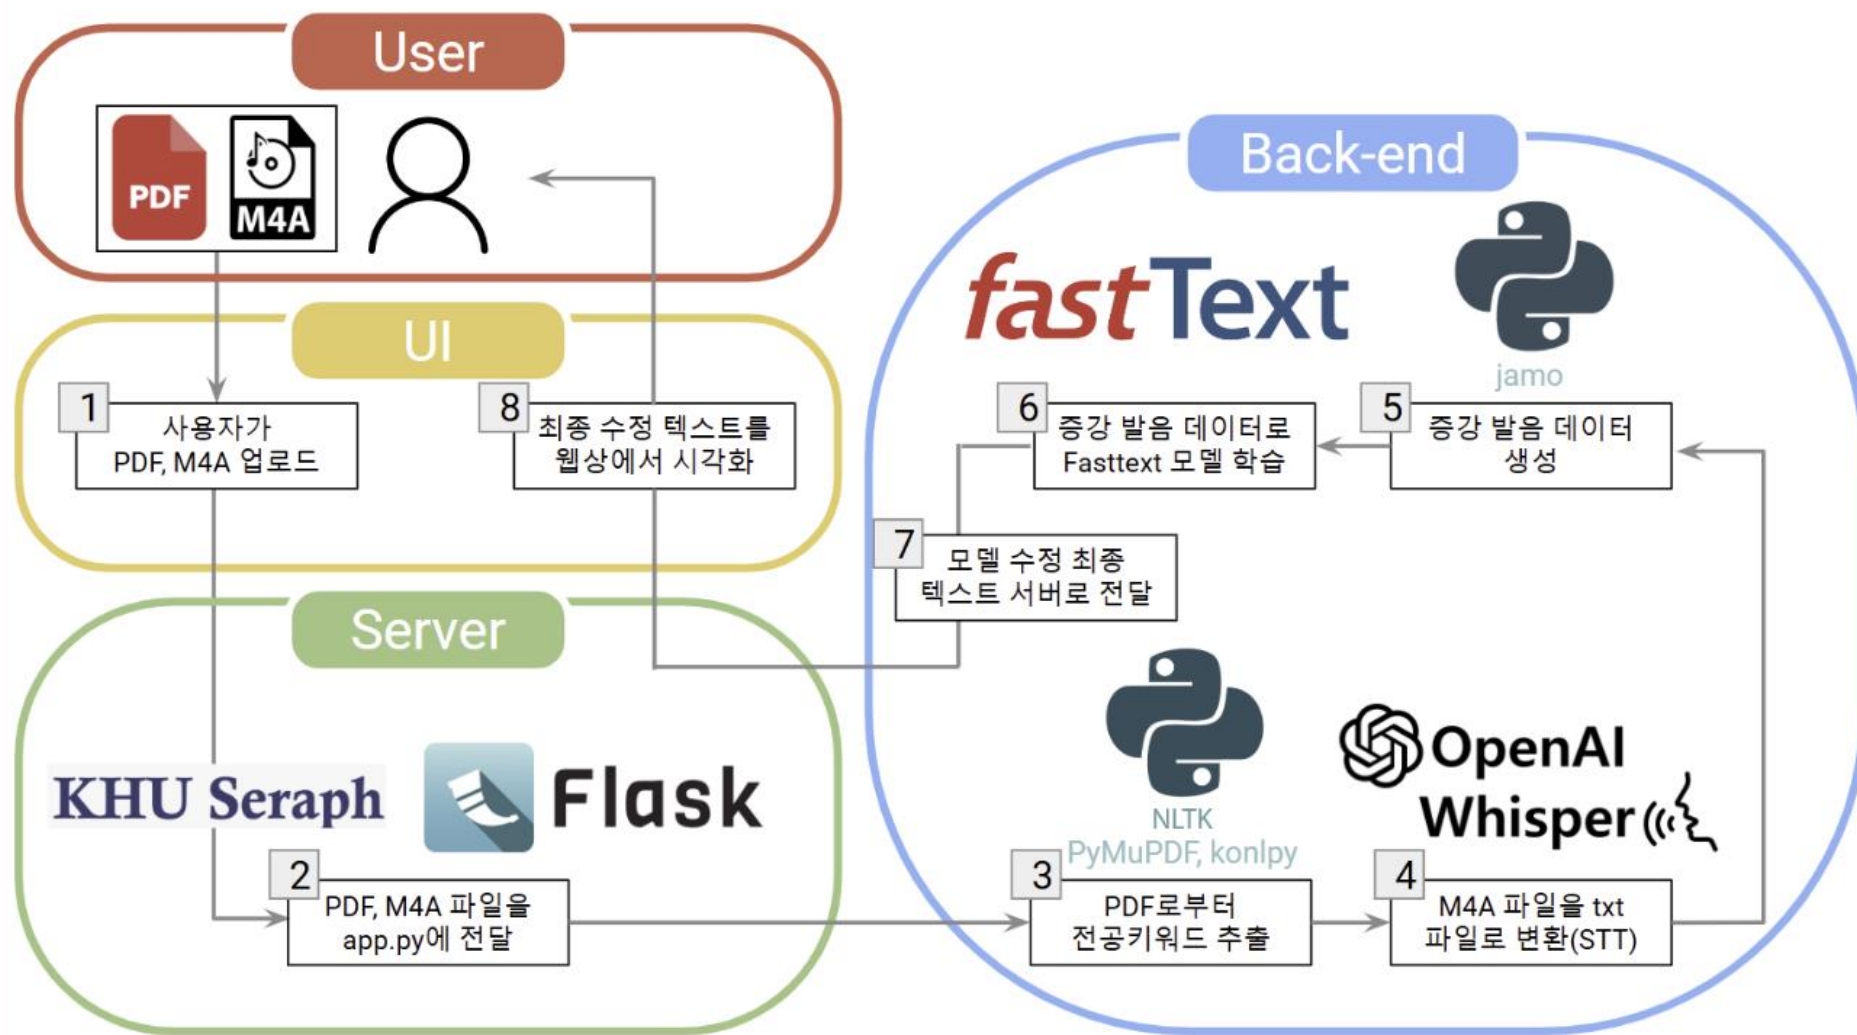 User
PDF
M4A
UI
1
사용자가
PDF, M4A 업로드
8
최종 수정 텍스트를
웹상에서 시각화
Server
KHU Seraph
Flask
2
PDF, M4A 파일을
app.py에 전달
Back-end
fastText
jamo
6
증강 발음 데이터로
Fasttext 모델 학습
5
증강 발음 데이터
생성
7
모델 수정 최종
텍스트 서버로 전달
NLTK
PyMuPDF, konlpy
OpenAI
Whisper
3
PDF로부터
전공키워드 추출
4
M4A 파일을 txt
파일로 변환(STT)